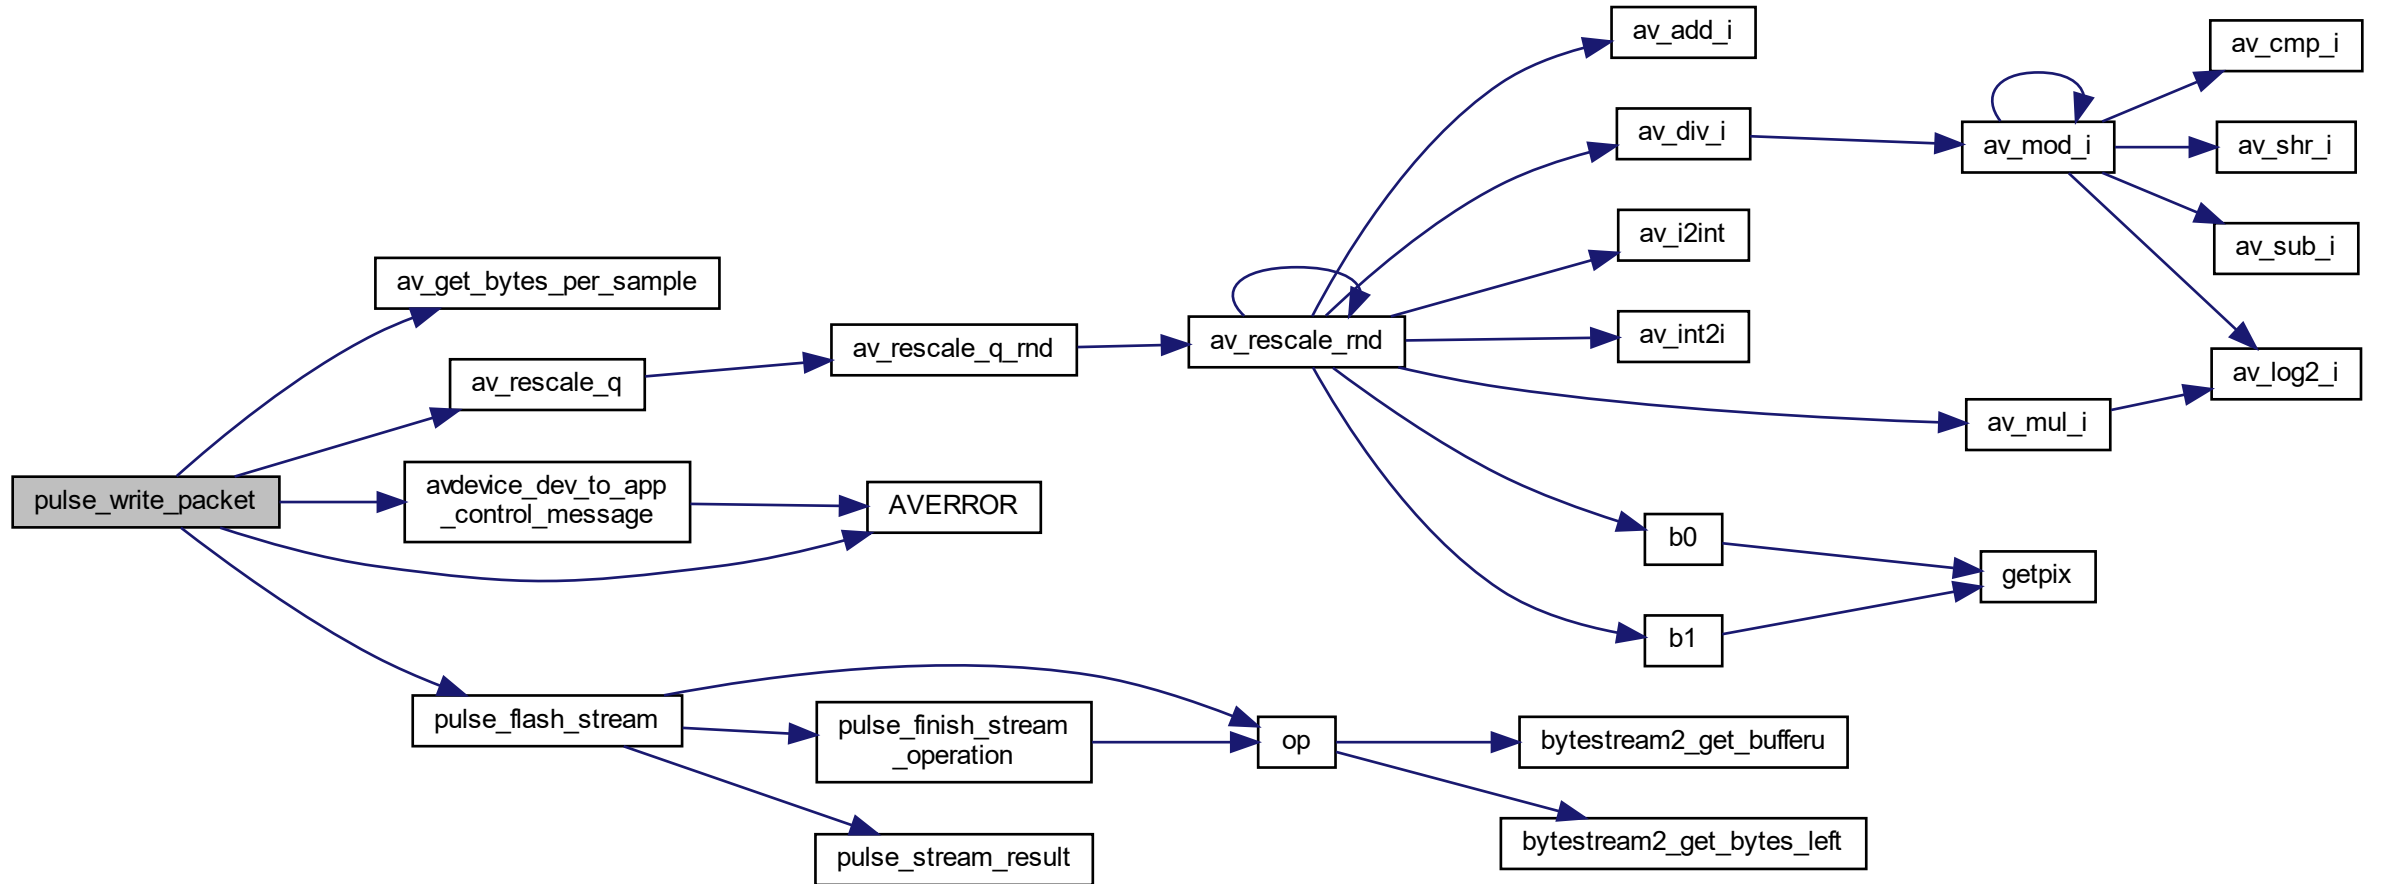 pulse_write_packet
av_get_bytes_per_sample
av_rescale_q
av_rescale_q_rnd
av_rescale_rnd
av_add_i
av_div_i
av_mod_i
av_cmp_i
av_shr_i
av_sub_i
av_log2_i
av_i2int
av_int2i
av_mul_i
b0
getpix
b1
avdevice_dev_to_app
_control_message
AVERROR
pulse_flash_stream
pulse_finish_stream
_operation
op
bytestream2_get_bufferu
bytestream2_get_bytes_left
pulse_stream_result